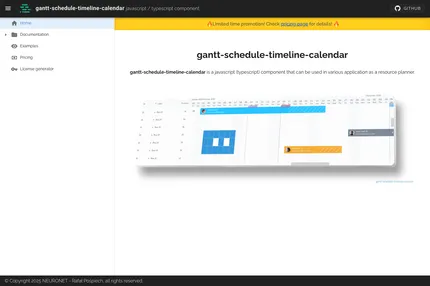 gantt-schedule-timeline-calendar javascript / typescript component
GITHUB
Home
Documentation
Examples
Pricing
License generator
🔥Limited time promotion! Check pricing page for details! 🔥
gantt-schedule-timeline-calendar
gantt-schedule-timeline-calendar is a javascript (typescript) component that can be used in various application as a resource planner.
© Copyright 2025 NEURONET - Rafał Pospiech, all rights reserved.